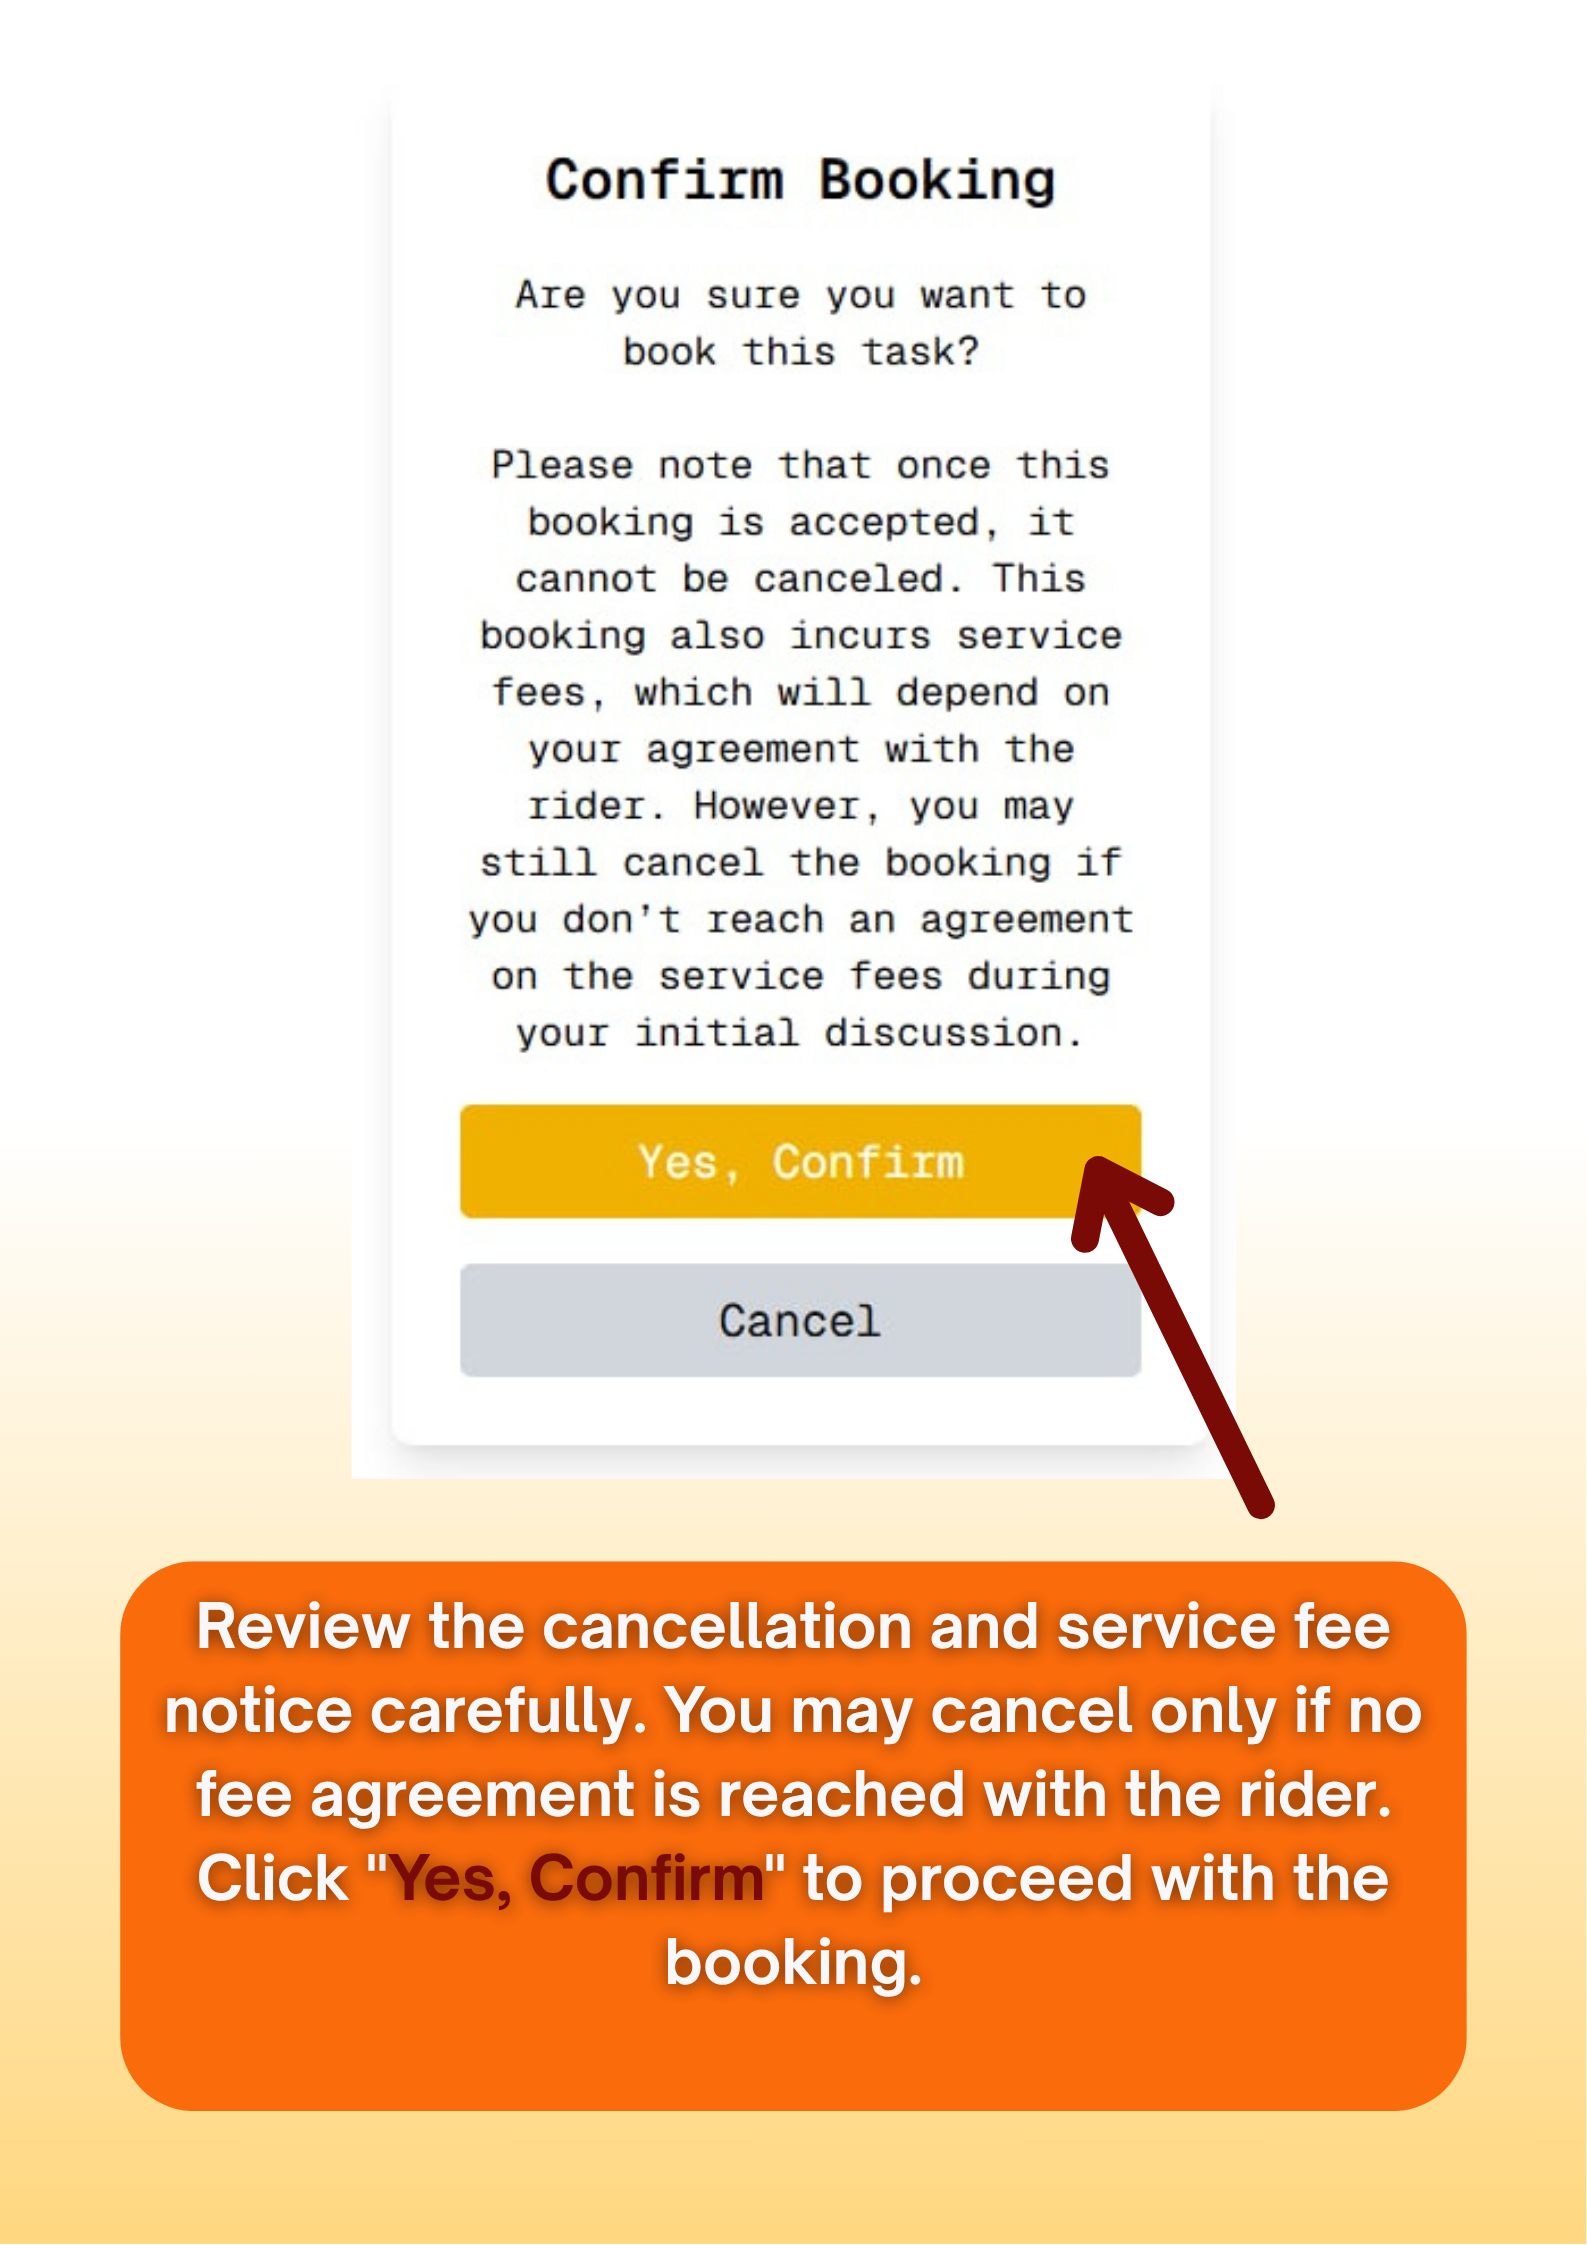 Confirm Booking
Are you sure you want to
book this task?
Please note that once this
booking is accepted, it
cannot be canceled. This
booking also incurs service
fees, which will depend on
your agreement with the
rider. However, you may
still cancel the booking if
you don't reach an agreement
on the service fees during
your initial discussion.
Yes, Confirm
Cancel
Review the cancellation and service fee
notice carefully. You may cancel only if no
fee agreement is reached with the rider.
Click "Yes, Confirm" to proceed with the
booking.